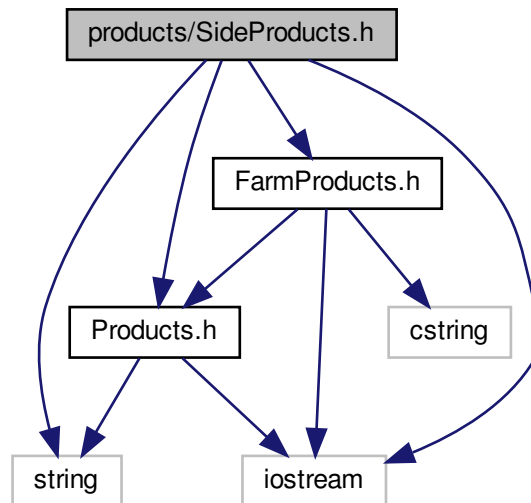 products/SideProducts.h
FarmProducts.h
Products.h
cstring
string
iostream